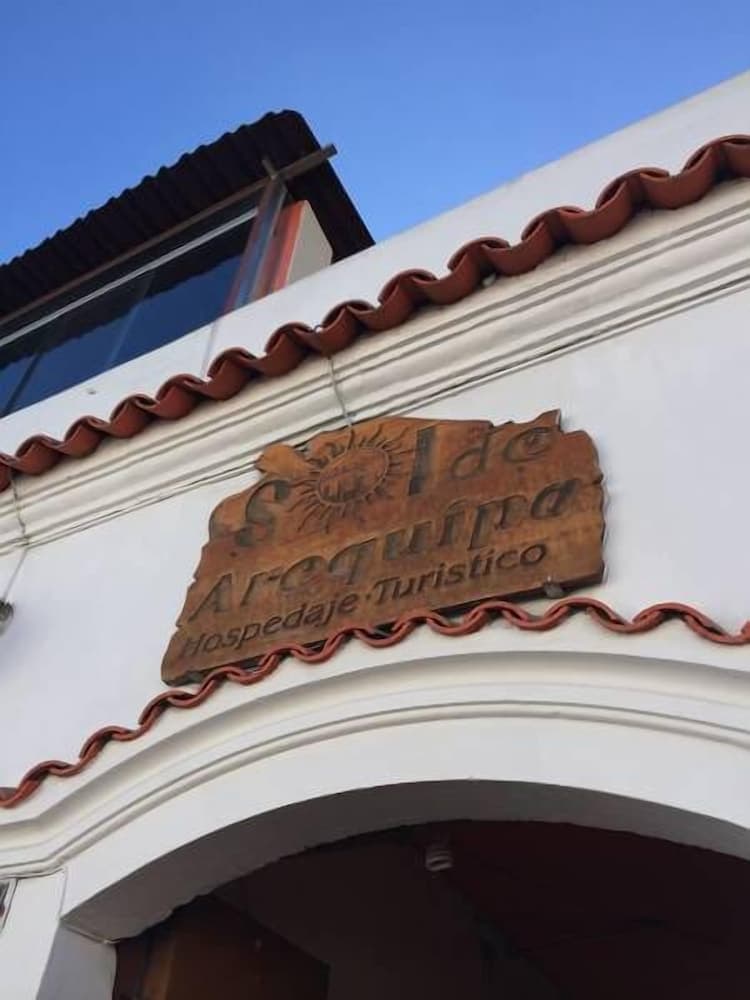 Sol de
Arequipa
Hospedaje · Turistico